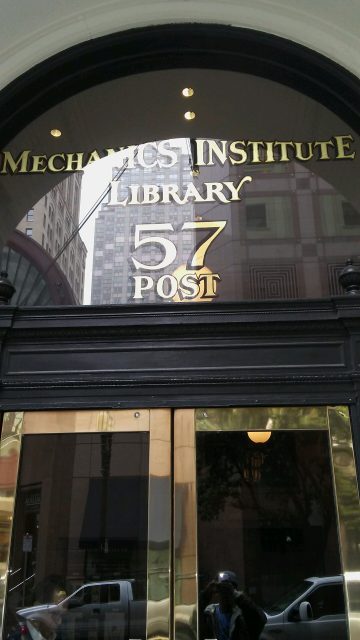 MECHANICS INSTITUTE
LIBRARY
57
POST